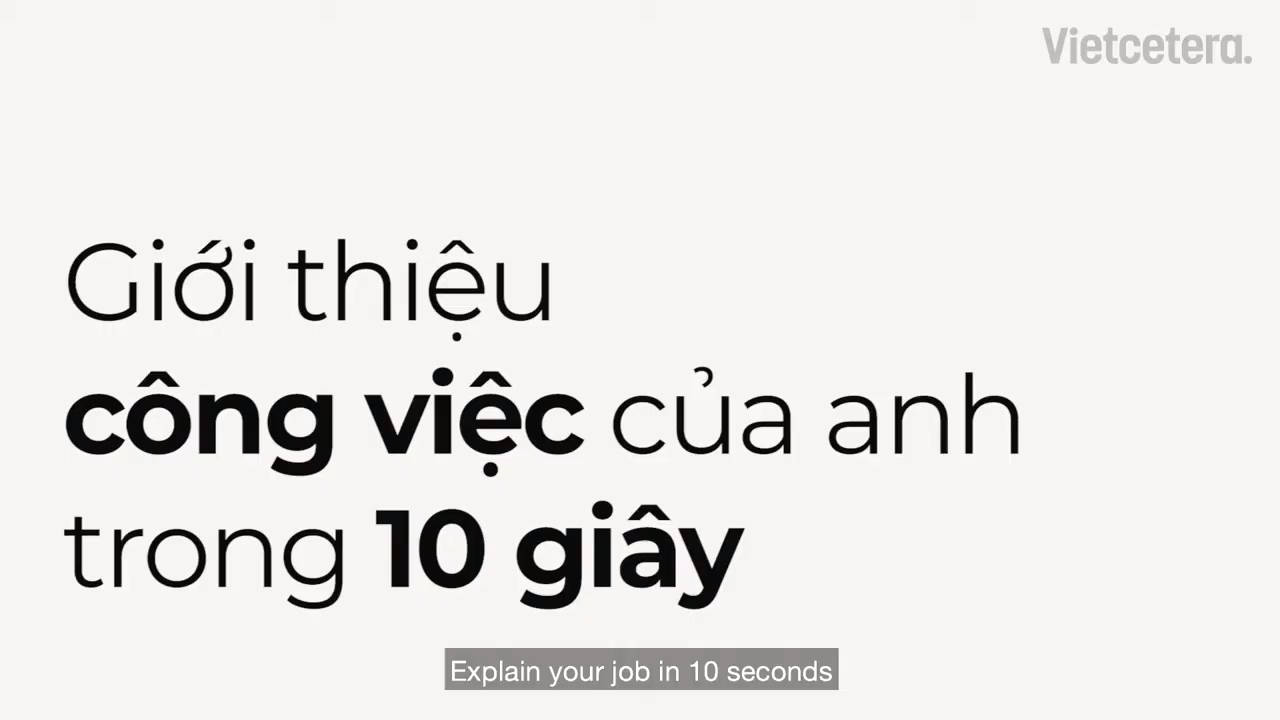 Vietcetera.
Giới thiệu
công việc của anh
trong 10 giây
Explain your job in 10 seconds